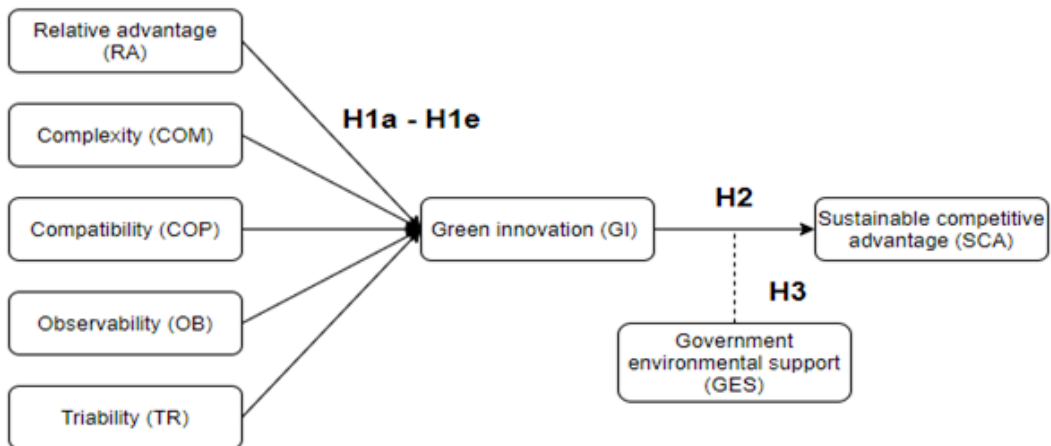 Relative advantage
(RA)
H1a - H1e
Complexity (COM)
Compatibility (COP)
Green innovation (GI)
H2
Sustainable competitive
advantage (SCA)
Observability (OB)
H3
Government
environmental support
(GES)
Triability (TR)